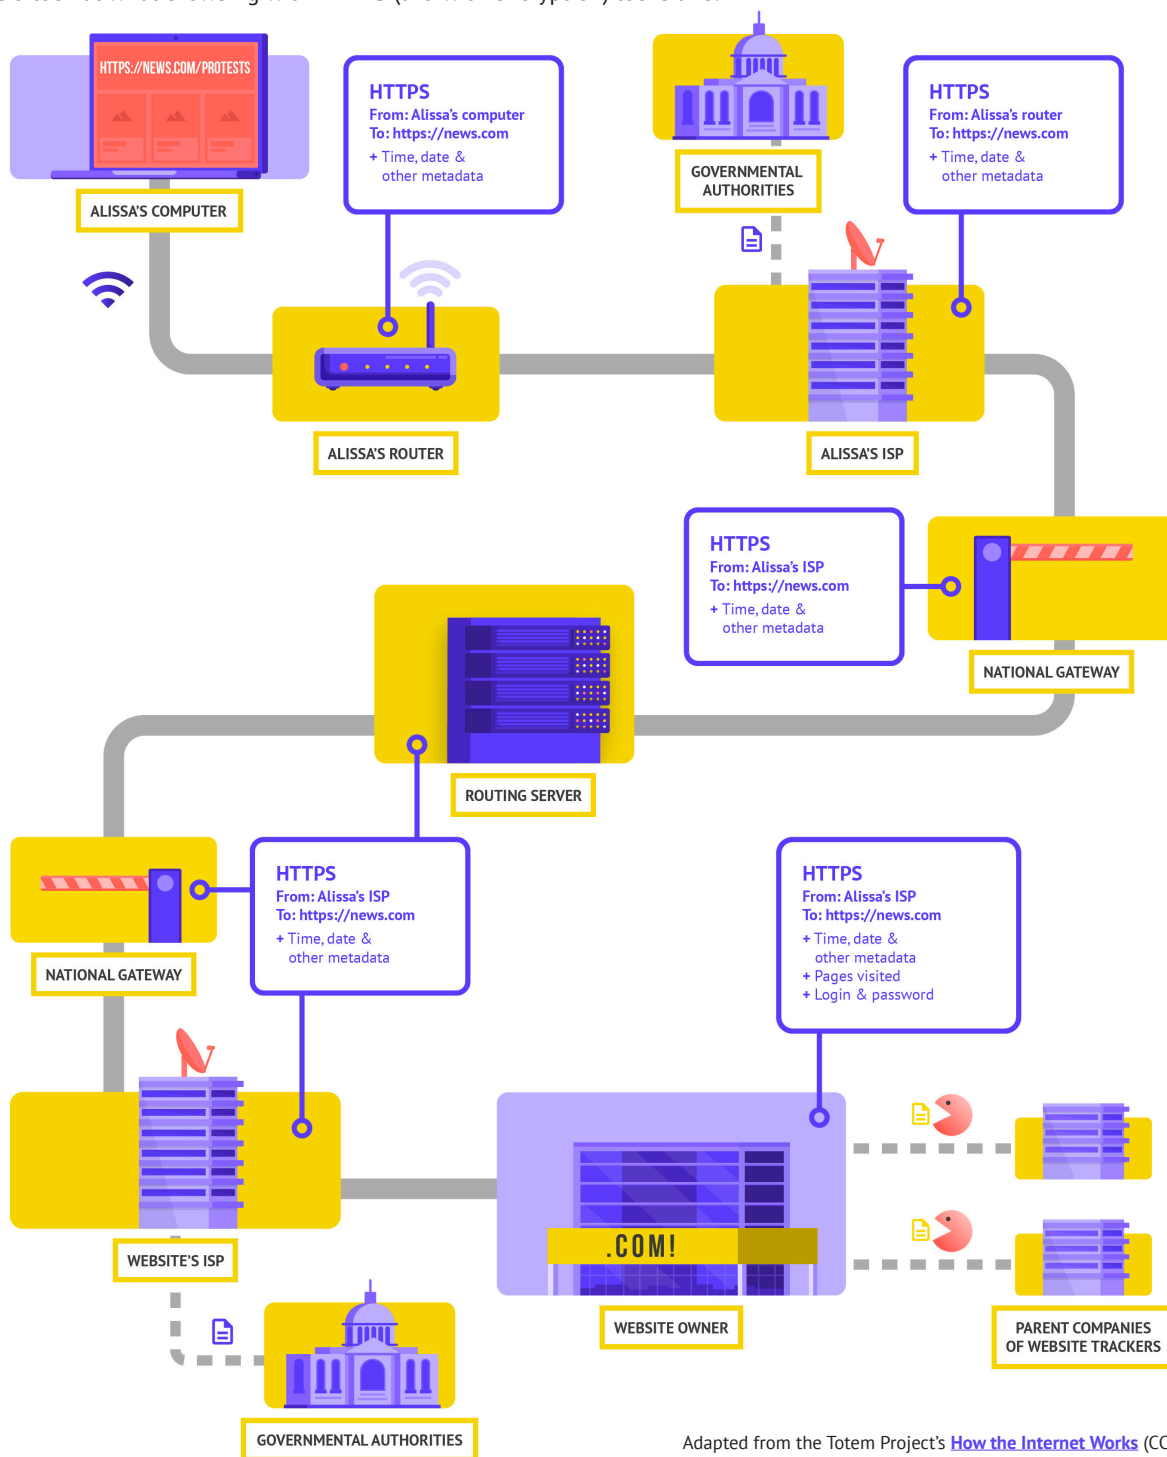 HTTPS://NEWS.COM/PROTESTS
ALISSA'S COMPUTER
HTTPS
From: Alissa's computer
To: https://news.com
+ Time, date &
other metadata
GOVERNMENTAL
AUTHORITIES
HTTPS
From: Alissa's router
To: https://news.com
+ Time, date &
other metadata
ALISSA'S ROUTER
ALISSA'S ISP
HTTPS
From: Alissa's ISP
To: https://news.com
+ Time, date &
other metadata
NATIONAL GATEWAY
ROUTING SERVER
NATIONAL GATEWAY
HTTPS
From: Alissa's ISP
To: https://news.com
+ Time, date &
other metadata
HTTPS
From: Alissa's ISP
To: https://news.com
+ Time, date &
other metadata
+ Pages visited
+ Login & password
WEBSITE'S ISP
.COM!
WEBSITE OWNER
PARENT COMPANIES
OF WEBSITE TRACKERS
GOVERNMENTAL AUTHORITIES
Adapted from the Totem Project's How the Internet Works (CC